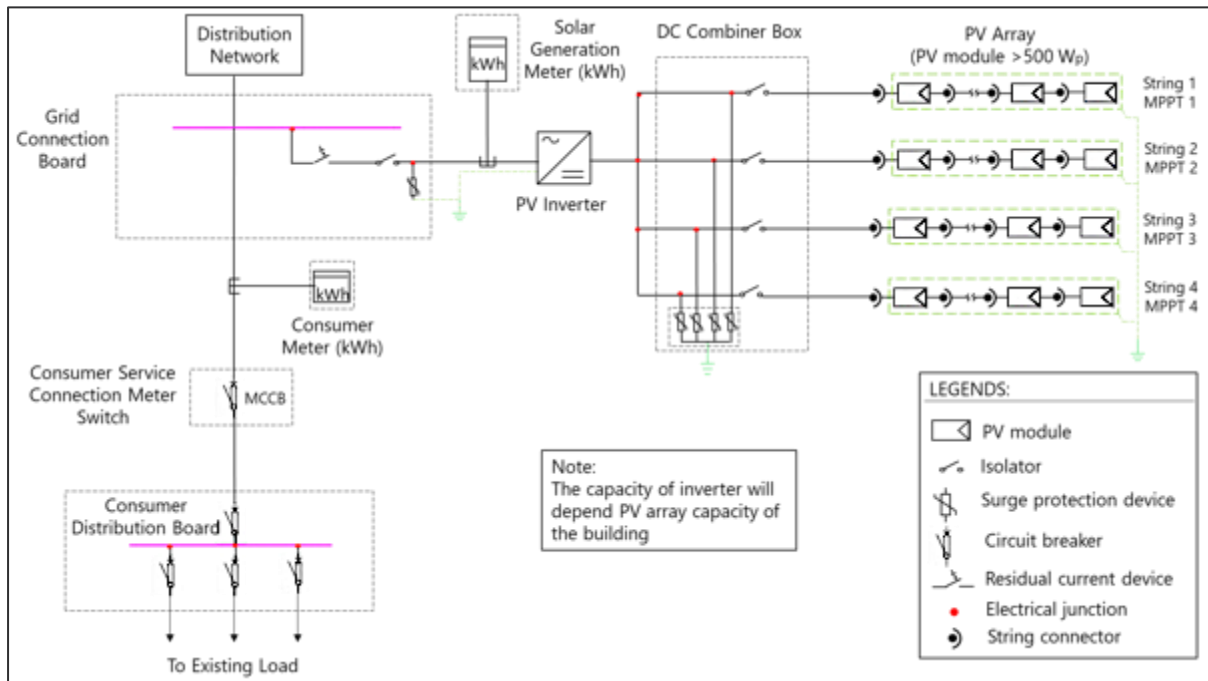 Distribution
Network
Solar
Generation
Meter (kWh)
kWh
DC Combiner Box
PV Array
(PV module >500 Wp)
String 1
MPPT 1
String 2
MPPT 2
String 3
MPPT 3
String 4
MPPT 4
Grid
Connection
Board
PV Inverter
kWh
Consumer
Meter (kWh)
Consumer Service
Connection Meter
Switch
MCCB
Consumer
Distribution Board
To Existing Load
Note:
The capacity of inverter will
depend PV array capacity of
the building
LEGENDS:
PV module
Isolator
Surge protection device
Circuit breaker
Residual current device
Electrical junction
String connector